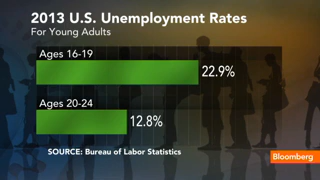 2013 U.S. Unemployment Rates
For Young Adults
Ages 16-19
22.9%
Ages 20-24
12.8%
SOURCE: Bureau of Labor Statistics
Bloomberg